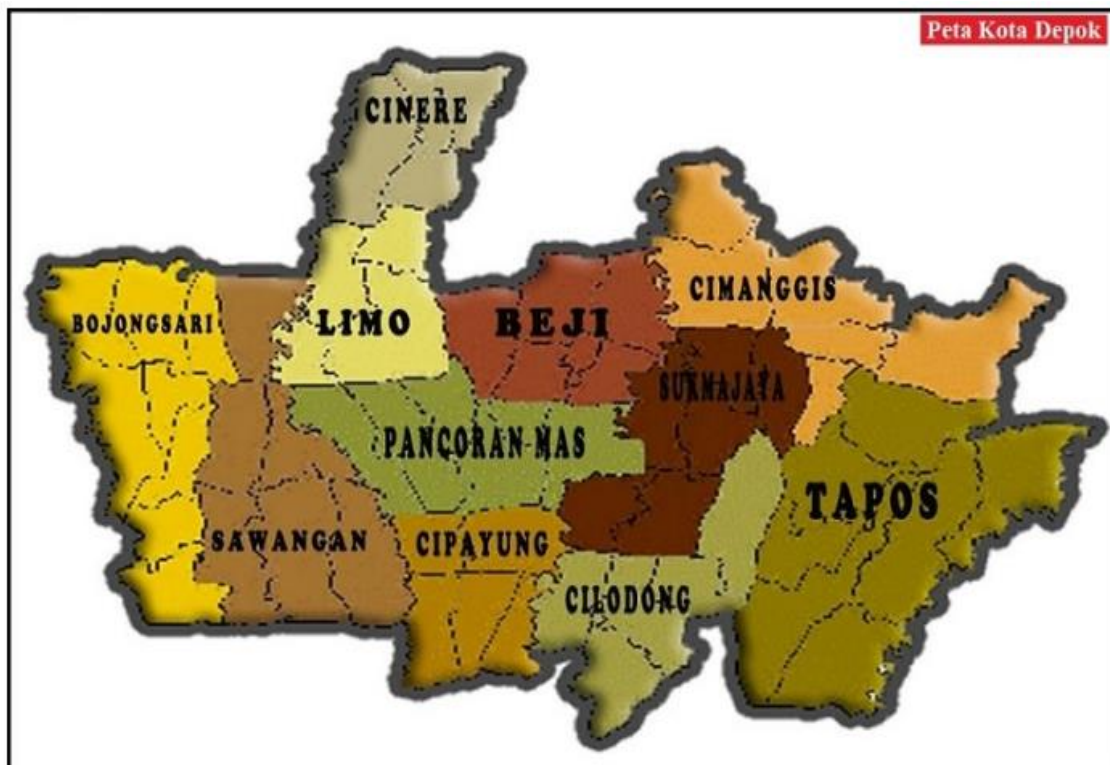 Peta Kota Depok
CINERE
CIMANGGIS
BOJONGSARI
LIMO
BEJI
SUKMAJAYA
PANCORAN MAS
TAPOS
SAWANGAN
CIPAYUNG
CILODONG